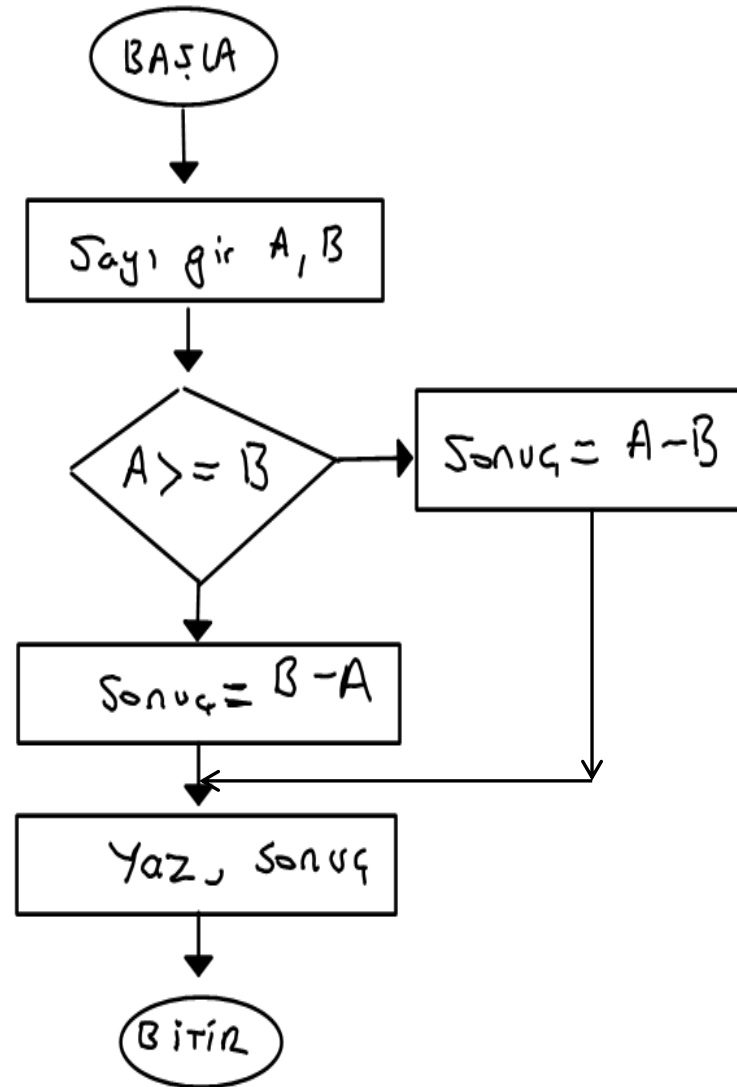 BAŞLA
Sayı gir A, B
A >= B
Sonuç = A - B
Sonuç = B - A
Yaz, Sonuç
BİTİR